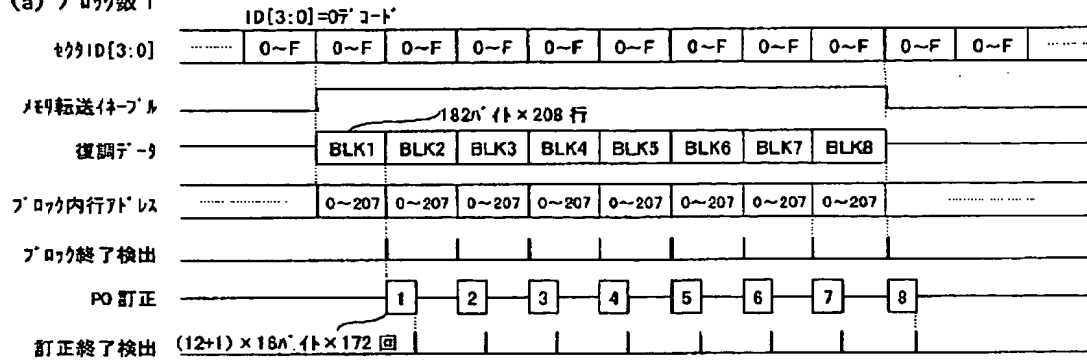 (a) ﾌﾞﾛｯｸ数 1
ID[3:0]=0ﾃﾞｺｰﾄﾞ
ｾｸﾀID[3:0] 0~F 0~F 0~F 0~F 0~F 0~F 0~F 0~F 0~F 0~F 0~F
ﾒﾓﾘ転送ｲﾈｰﾌﾞﾙ
182ﾊﾞｲﾄ×208 行
復調ﾃﾞｰﾀ BLK1 BLK2 BLK3 BLK4 BLK5 BLK6 BLK7 BLK8
ﾌﾞﾛｯｸ内行ｱﾄﾞﾚｽ 0~207 0~207 0~207 0~207 0~207 0~207 0~207 0~207
ﾌﾞﾛｯｸ終了検出
PO 訂正 1 2 3 4 5 6 7 8
訂正終了検出 (12+1)×16ﾊﾞｲﾄ×172 回